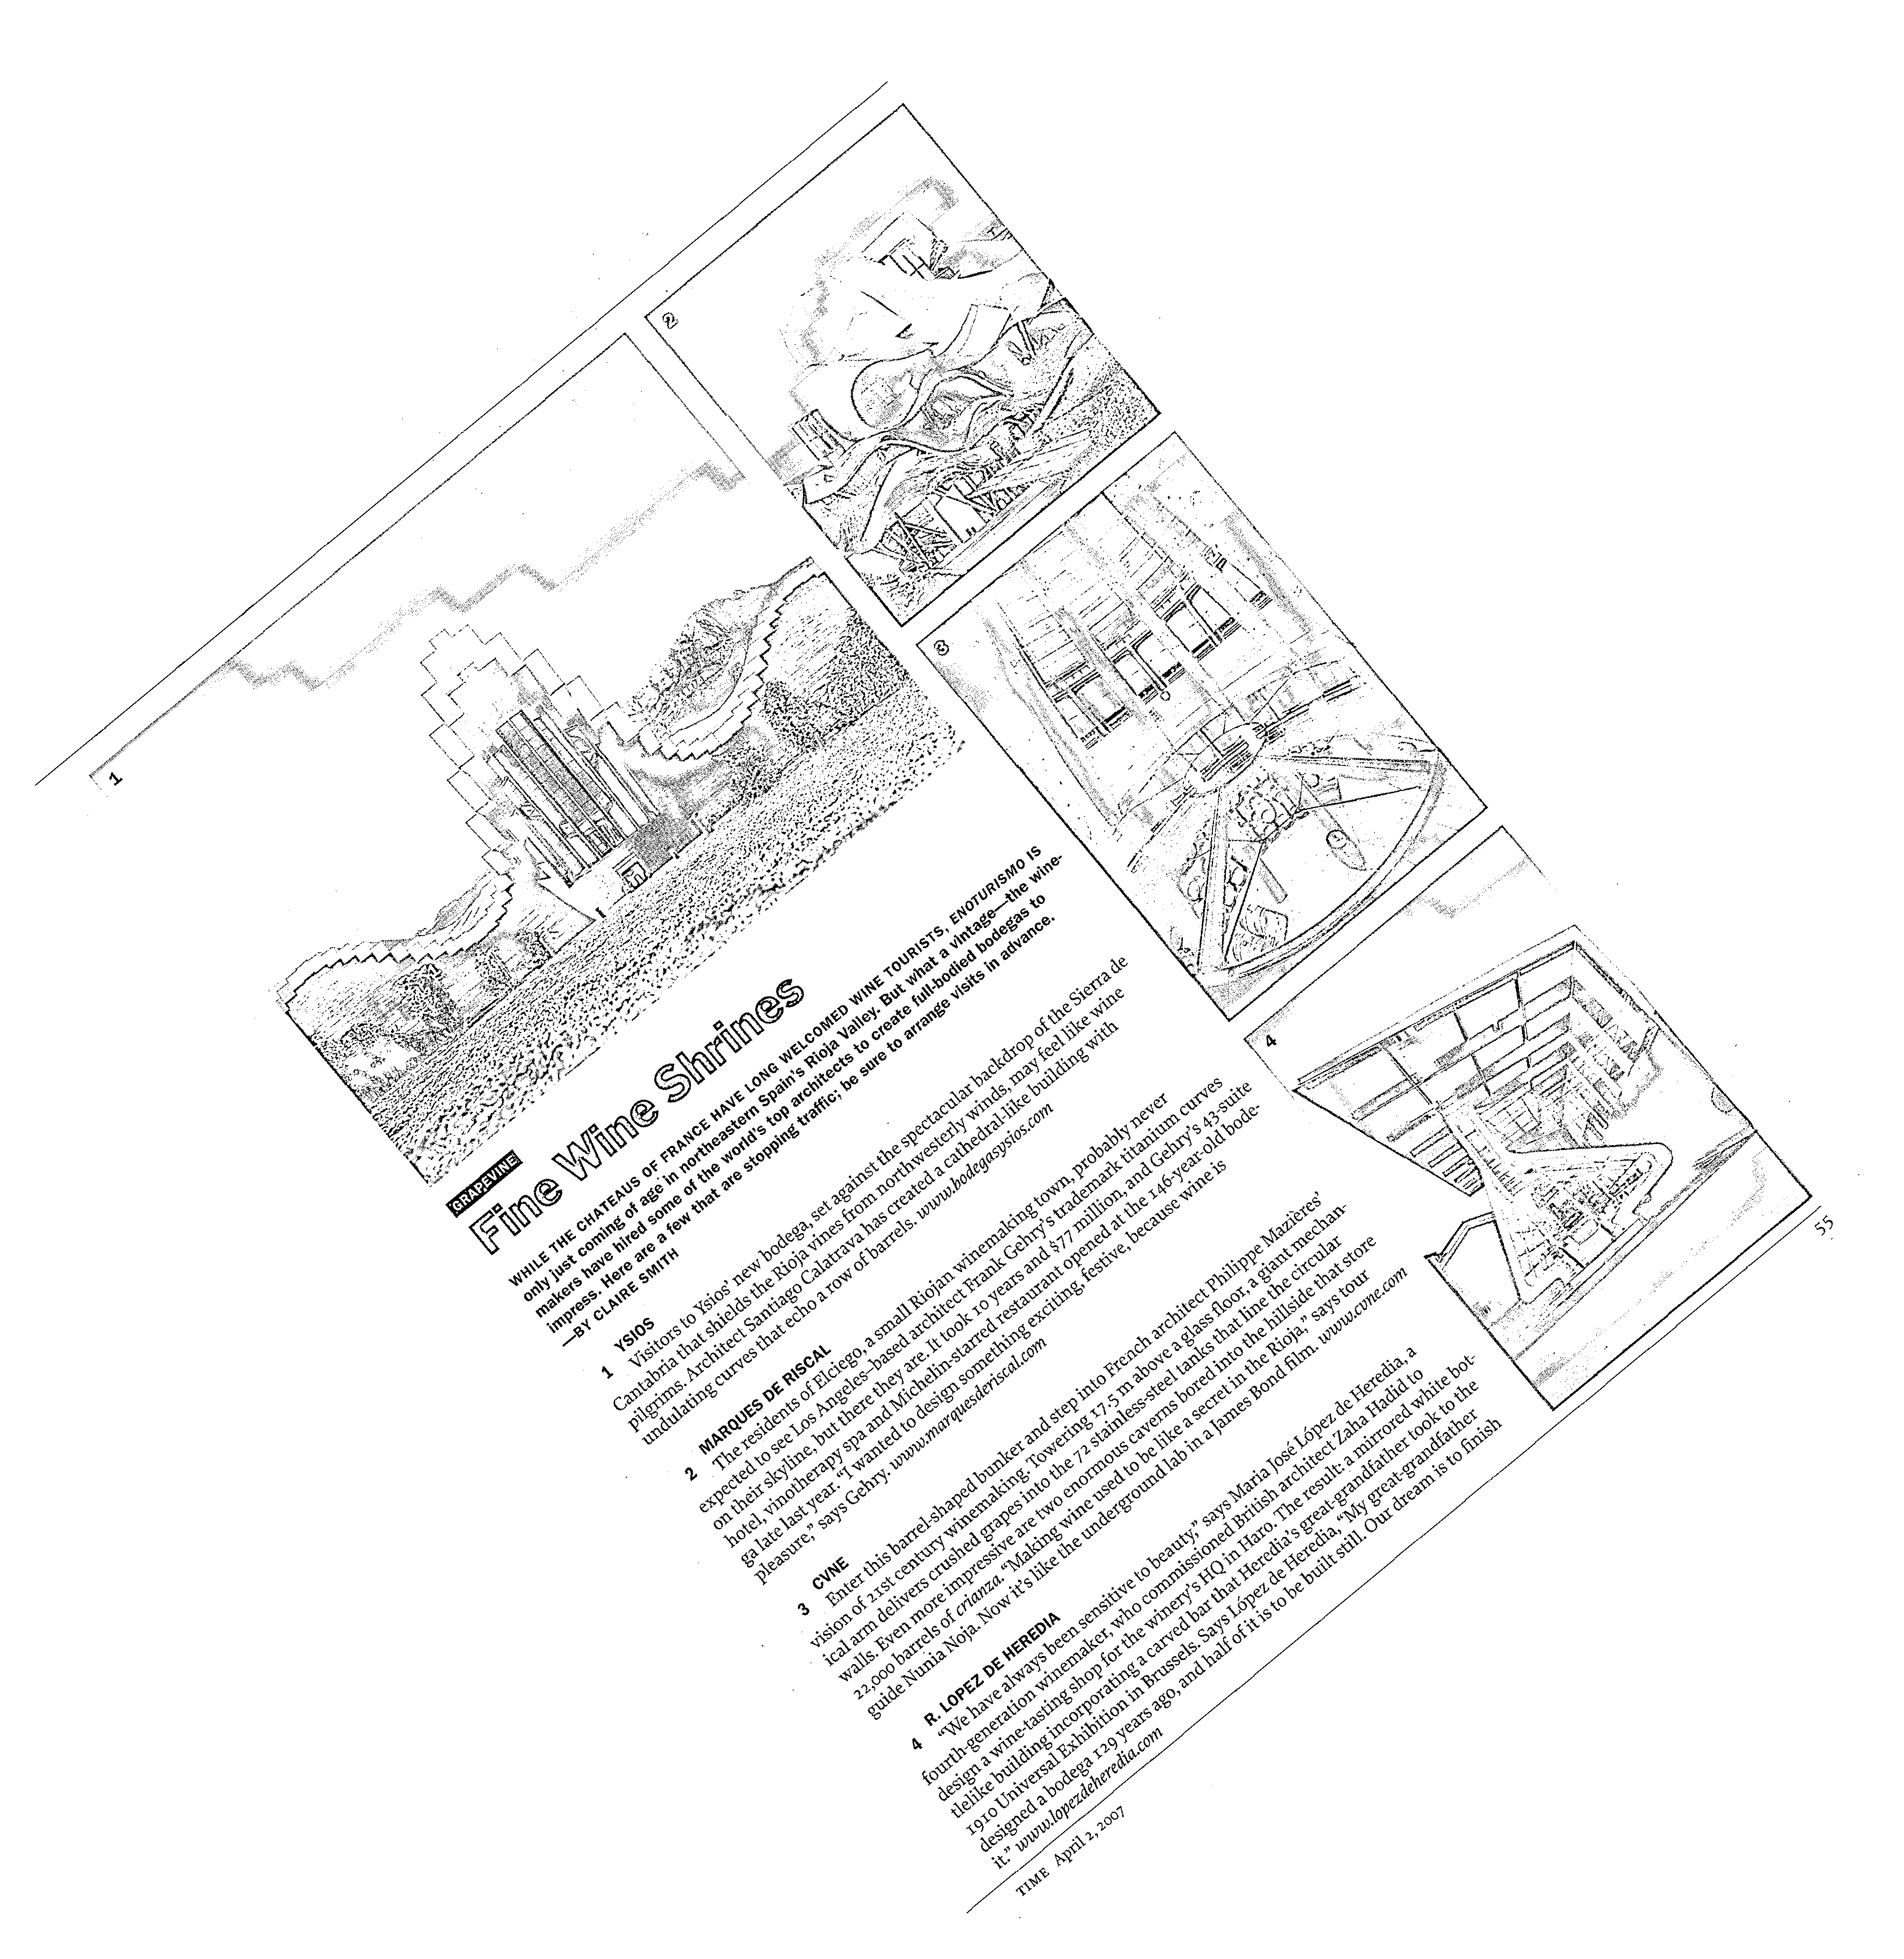 1
2
3
4
GRAPEVINE
Fine Wine Shrines
WHILE THE CHATEAUS OF FRANCE HAVE LONG WELCOMED WINE TOURISTS, ENOTURISMO IS
only just coming of age in northeastern Spain's Rioja Valley. But what a vintage—the wine-
makers have hired some of the world's top architects to create full-bodied bodegas to
impress. Here are a few that are stopping traffic; be sure to arrange visits in advance.
—BY CLAIRE SMITH
1 YSIOS
Visitors to Ysios' new bodega, set against the spectacular backdrop of the Sierra de
Cantabria that shields the Rioja vines from northwesterly winds, may feel like wine
pilgrims. Architect Santiago Calatrava has created a cathedral-like building with
undulating curves that echo a row of barrels. www.bodegasysios.com
2 MARQUES DE RISCAL
The residents of Elciego, a small Riojan winemaking town, probably never
expected to see Los Angeles–based architect Frank Gehry's trademark titanium curves
on their skyline, but there they are. It took 10 years and $77 million, and Gehry's 43-suite
hotel, vinotherapy spa and Michelin-starred restaurant opened at the 146-year-old bode-
ga late last year. "I wanted to design something exciting, festive, because wine is
pleasure," says Gehry. www.marquesderiscal.com
3 CVNE
Enter this barrel-shaped bunker and step into French architect Philippe Mazières'
vision of 21st century winemaking. Towering 17.5 m above a glass floor, a giant mechan-
ical arm delivers crushed grapes into the 72 stainless-steel tanks that line the circular
walls. Even more impressive are two enormous caverns bored into the hillside that store
22,000 barrels of crianza. "Making wine used to be like a secret in the Rioja," says tour
guide Nunia Noja. Now it's like the underground lab in a James Bond film. www.cvne.com
4 R. LOPEZ DE HEREDIA
"We have always been sensitive to beauty," says Maria José López de Heredia, a
fourth-generation winemaker, who commissioned British architect Zaha Hadid to
design a wine-tasting shop for the winery's HQ in Haro. The result: a mirrored white bot-
tlelike building incorporating a carved bar that Heredia's great-grandfather took to the
1910 Universal Exhibition in Brussels. Says López de Heredia, "My great-grandfather
designed a bodega 129 years ago, and half of it is to be built still. Our dream is to finish
it." www.lopezdeheredia.com
TIME April 2, 2007
55